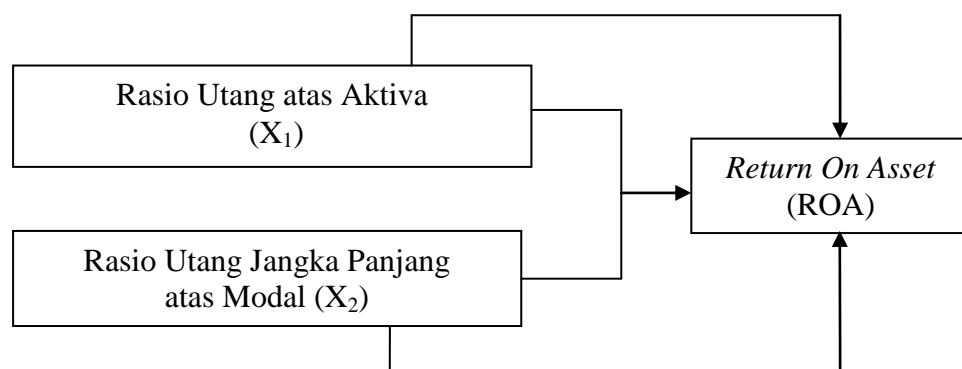 Rasio Utang atas Aktiva
(X₁)
Return On Asset
(ROA)
Rasio Utang Jangka Panjang
atas Modal (X₂)